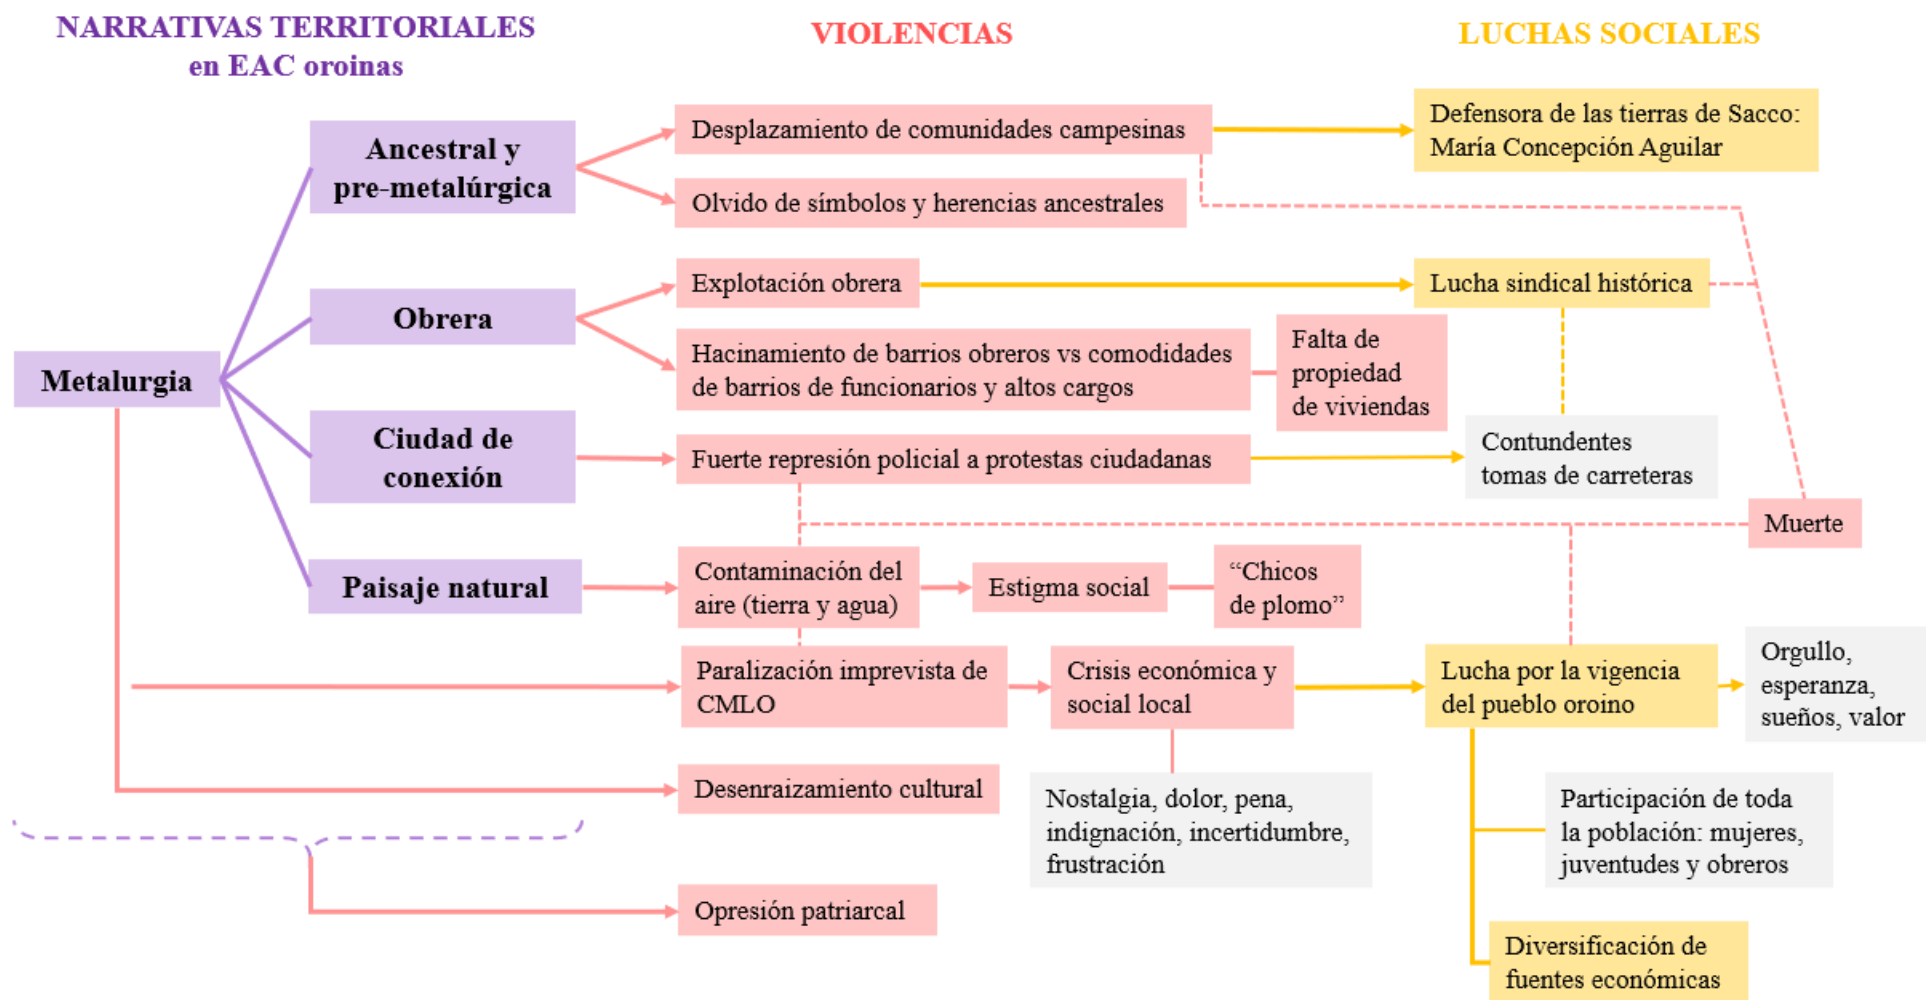 NARRATIVAS TERRITORIALES
en EAC oroinas
VIOLENCIAS
LUCHAS SOCIALES
Metalurgia
Ancestral y
pre-metalúrgica
Desplazamiento de comunidades campesinas
Defensora de las tierras de Sacco:
María Concepción Aguilar
Olvido de símbolos y herencias ancestrales
Obrera
Explotación obrera
Lucha sindical histórica
Hacinamiento de barrios obreros vs comodidades
de barrios de funcionarios y altos cargos
Falta de
propiedad
de viviendas
Ciudad de
conexión
Fuerte represión policial a protestas ciudadanas
Contundentes
tomas de carreteras
Muerte
Paisaje natural
Contaminación del
aire (tierra y agua)
Estigma social
“Chicos
de plomo”
Paralización imprevista de
CMLO
Crisis económica y
social local
Lucha por la vigencia
del pueblo oroino
Orgullo,
esperanza,
sueños, valor
Desenraizamiento cultural
Nostalgia, dolor, pena,
indignación, incertidumbre,
frustración
Participación de toda
la población: mujeres,
juventudes y obreros
Opresión patriarcal
Diversificación de
fuentes económicas